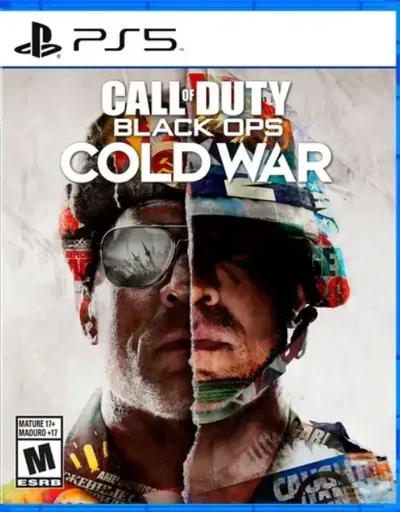 PS5
CALL OF DUTY
BLACK OPS
COLD WAR
MATURE 17+
MADURO +17
M
ESRB